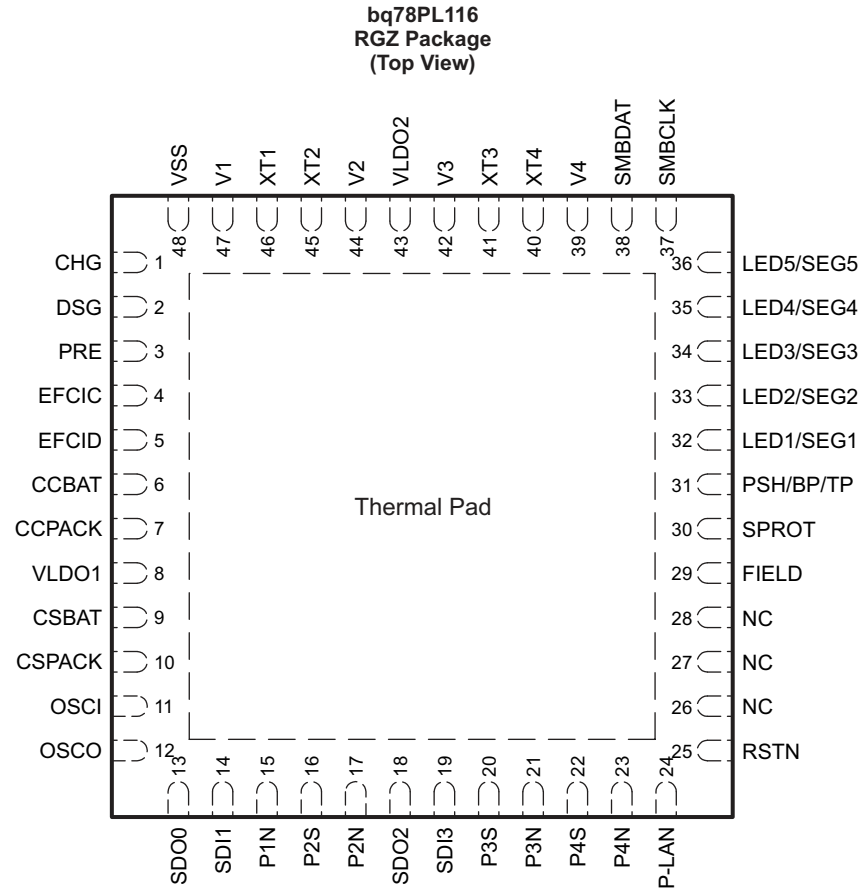 bq78PL116
RGZ Package
(Top View)
VSS
V1
XT1
XT2
V2
VLDO2
V3
XT3
XT4
V4
SMBDAT
SMBCLK
48
47
46
45
44
43
42
41
40
39
38
37
CHG 1
DSG 2
PRE 3
EFCIC 4
EFCID 5
CCBAT 6
CCPACK 7
VLDO1 8
CSBAT 9
CSPACK 10
OSCI 11
OSCO 12
Thermal Pad
36 LED5/SEG5
35 LED4/SEG4
34 LED3/SEG3
33 LED2/SEG2
32 LED1/SEG1
31 PSH/BP/TP
30 SPROT
29 FIELD
28 NC
27 NC
26 NC
25 RSTN
13
14
15
16
17
18
19
20
21
22
23
24
SDO0
SDI1
P1N
P2S
P2N
SDO2
SDI3
P3S
P3N
P4S
P4N
P-LAN